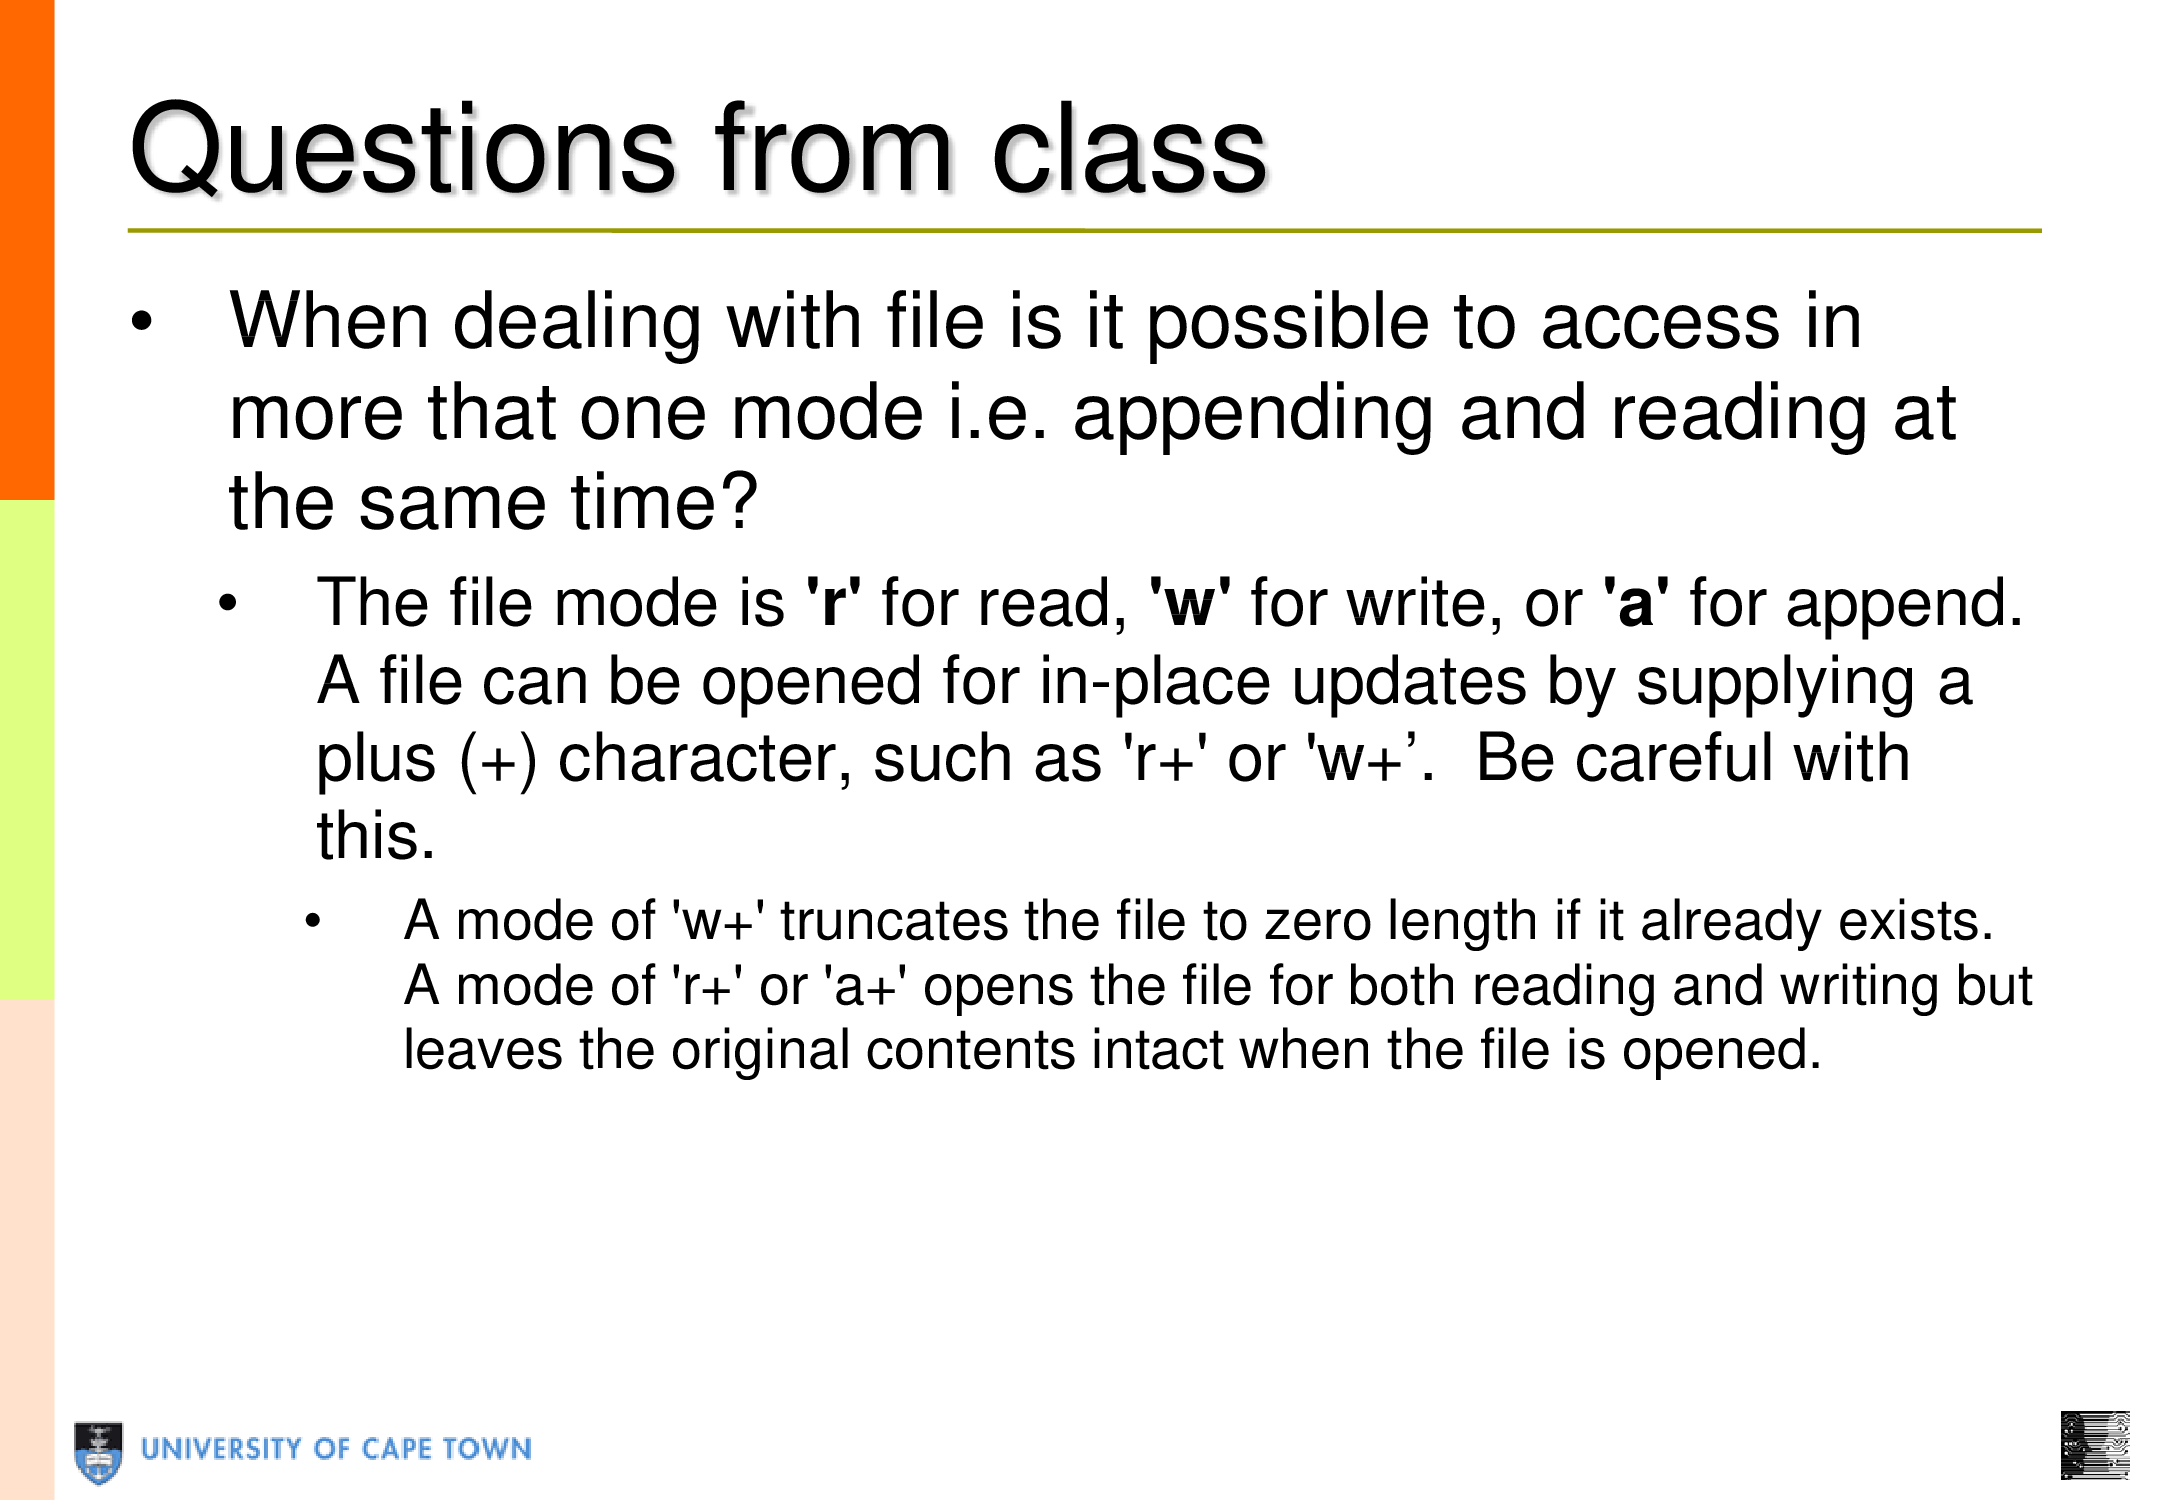 Questions from class
• When dealing with file is it possible to access in
more that one mode i.e. appending and reading at
the same time?
• The file mode is 'r' for read, 'w' for write, or 'a' for append.
A file can be opened for in-place updates by supplying a
plus (+) character, such as 'r+' or 'w+’.  Be careful with
this.
• A mode of 'w+' truncates the file to zero length if it already exists.
A mode of 'r+' or 'a+' opens the file for both reading and writing but
leaves the original contents intact when the file is opened.
UNIVERSITY OF CAPE TOWN